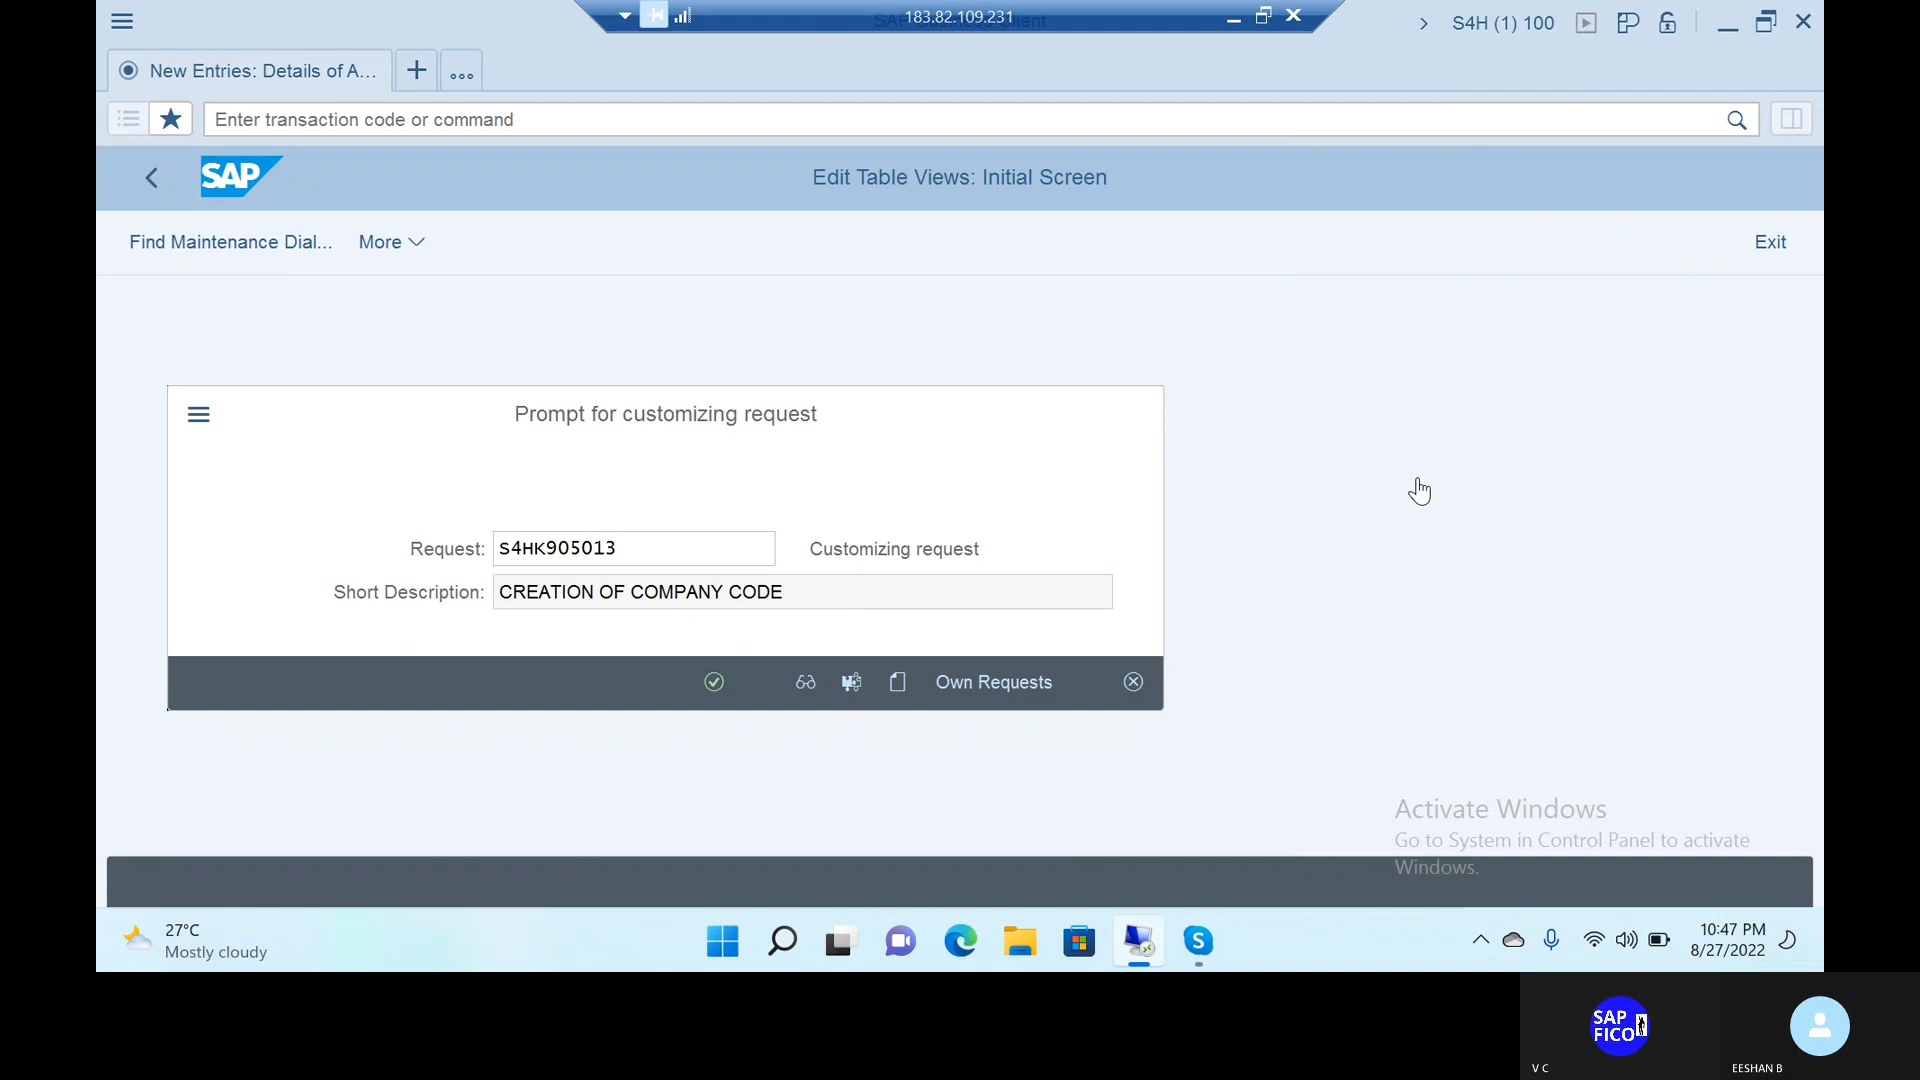 183.82.109.231
S4H (1) 100
New Entries: Details of A...
Enter transaction code or command
SAP
Edit Table Views: Initial Screen
Find Maintenance Dial...
More
Exit
Prompt for customizing request
Request:
S4HK905013
Customizing request
Short Description:
CREATION OF COMPANY CODE
Own Requests
Activate Windows
Go to System in Control Panel to activate
Windows.
27°C
Mostly cloudy
10:47 PM
8/27/2022
SAP
FICO
V C
EESHAN B